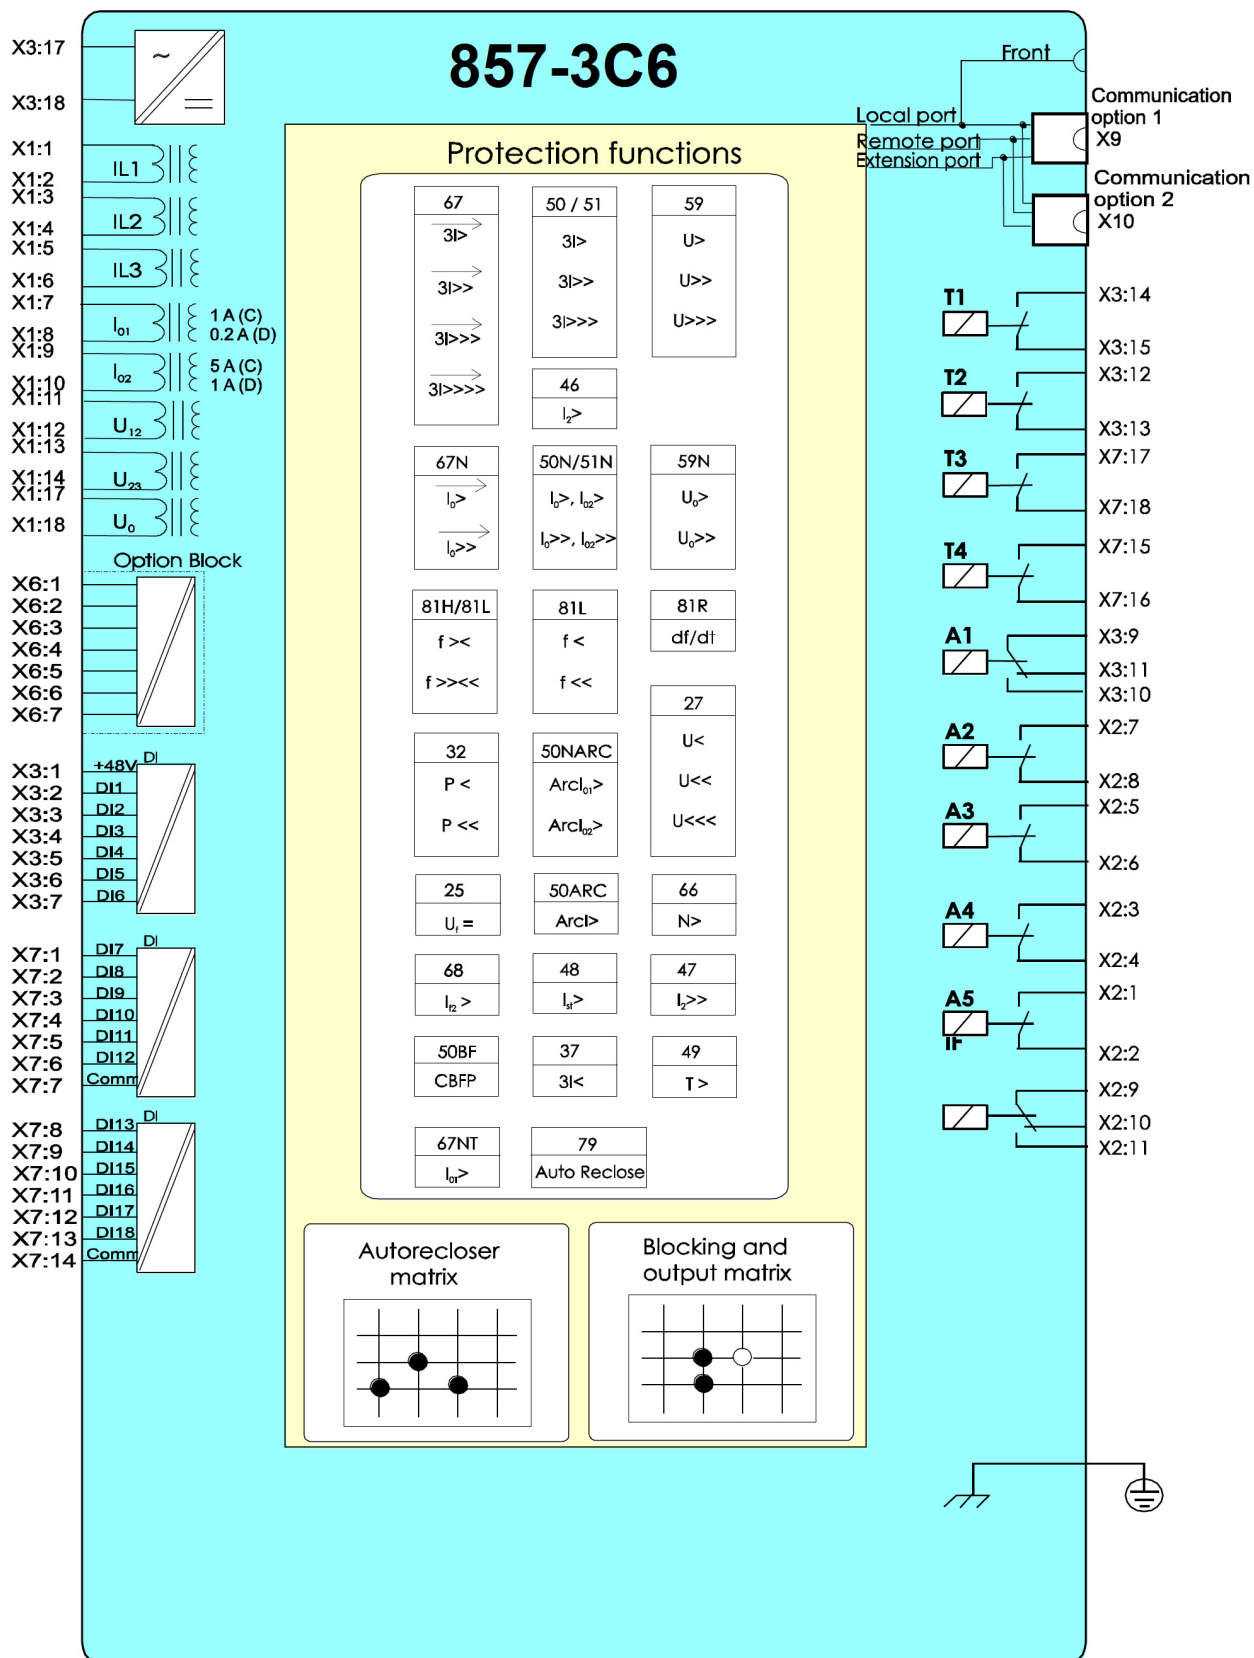 857-3C6
X3:17
~
X3:18
X1:1
IL1
X1:2
X1:3
IL2
X1:4
X1:5
IL3
X1:6
X1:7
I01
1 A (C)
0.2 A (D)
X1:8
X1:9
I02
5 A (C)
1 A (D)
X1:10
X1:11
U12
X1:12
X1:13
U23
X1:14
X1:17
U0
X1:18
Option Block
X6:1
X6:2
X6:3
X6:4
X6:5
X6:6
X6:7
DI
X3:1 +48V
X3:2 DI1
X3:3 DI2
X3:4 DI3
X3:5 DI4
X3:6 DI5
X3:7 DI6
DI
X7:1 DI7
X7:2 DI8
X7:3 DI9
X7:4 DI10
X7:5 DI11
X7:6 DI12
X7:7 Comm
DI
X7:8 DI13
X7:9 DI14
X7:10 DI15
X7:11 DI16
X7:12 DI17
X7:13 DI18
X7:14 Comm
Protection functions
67
3I>
3I>>
3I>>>
3I>>>>
50 / 51
3I>
3I>>
3I>>>
59
U>
U>>
U>>>
46
I2>
67N
I0>
I0>>
50N/51N
I0>, I02>
I0>>, I02>>
59N
U0>
U0>>
81H/81L
f ><
f >><<
81L
f <
f <<
81R
df/dt
27
U<
U<<
U<<<
32
P <
P <<
50NARC
ArcI01>
ArcI02>
25
Uf =
50ARC
ArcI>
66
N>
68
If2 >
48
Ist>
47
I2>>
50BF
CBFP
37
3I<
49
T >
67NT
I0T>
79
Auto Reclose
Autorecloser
matrix
Blocking and
output matrix
Front
Local port
Remote port
Extension port
Communication
option 1
X9
Communication
option 2
X10
T1
X3:14
X3:15
T2
X3:12
X3:13
T3
X7:17
X7:18
T4
X7:15
X7:16
A1
X3:9
X3:11
X3:10
A2
X2:7
X2:8
A3
X2:5
X2:6
A4
X2:3
X2:4
A5
X2:1
X2:2
X2:9
X2:10
X2:11